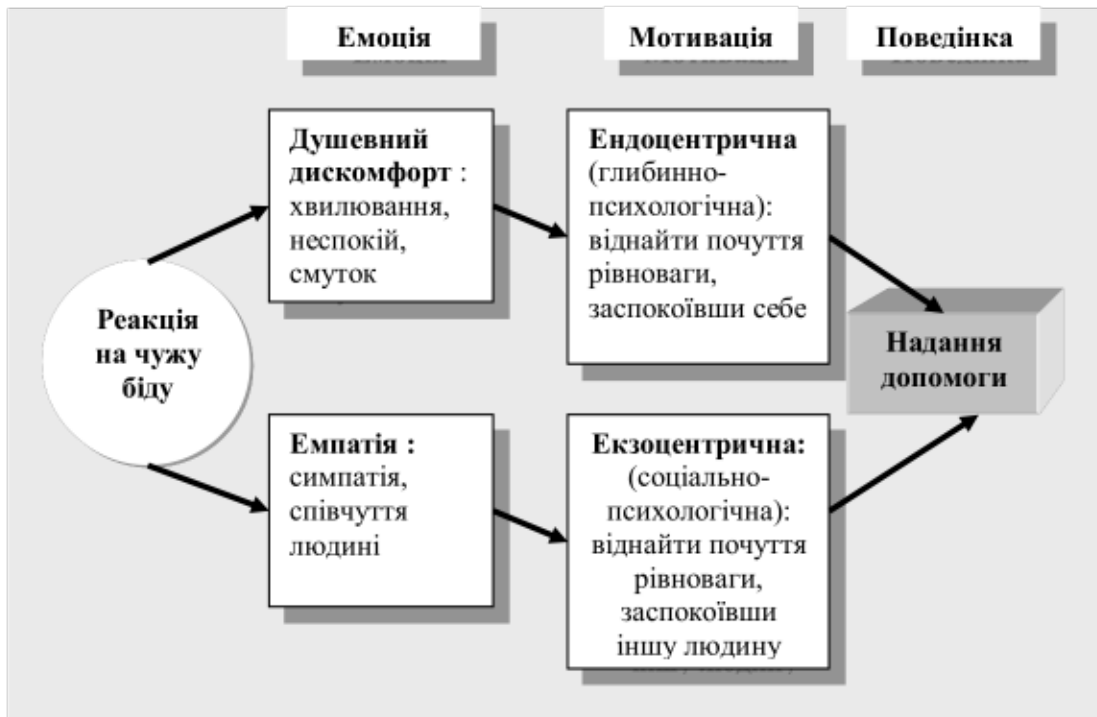 Емоція
Мотивація
Поведінка
Душевний
дискомфорт :
хвилювання,
неспокій,
смуток
Ендоцентрична
(глибинно-
психологічна):
віднайти почуття
рівноваги,
заспокоївши себе
Реакція
на чужу
біду
Надання
допомоги
Емпатія :
симпатія,
співчуття
людині
Екзоцентрична:
(соціально-
психологічна):
віднайти почуття
рівноваги,
заспокоївши
іншу людину